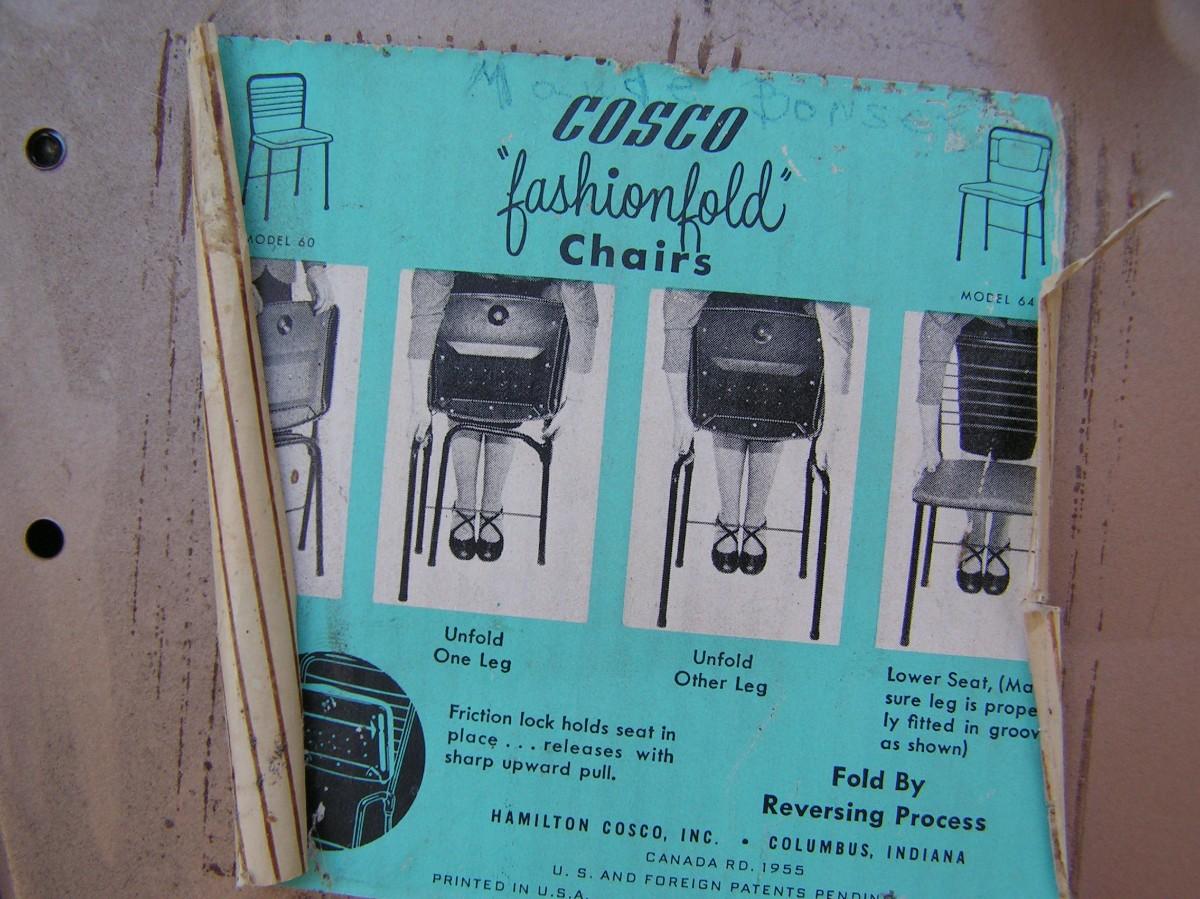 COSCO
"fashionfold"
Chairs
MODEL 60
MODEL 64
Unfold
One Leg
Unfold
Other Leg
Lower Seat, (Ma
sure leg is prope
ly fitted in groov
as shown)
Friction lock holds seat in
place . . . releases with
sharp upward pull.
Fold By
Reversing Process
HAMILTON COSCO, INC. • COLUMBUS, INDIANA
CANADA RD. 1955
U. S. AND FOREIGN PATENTS PENDIN
PRINTED IN U.S.A.